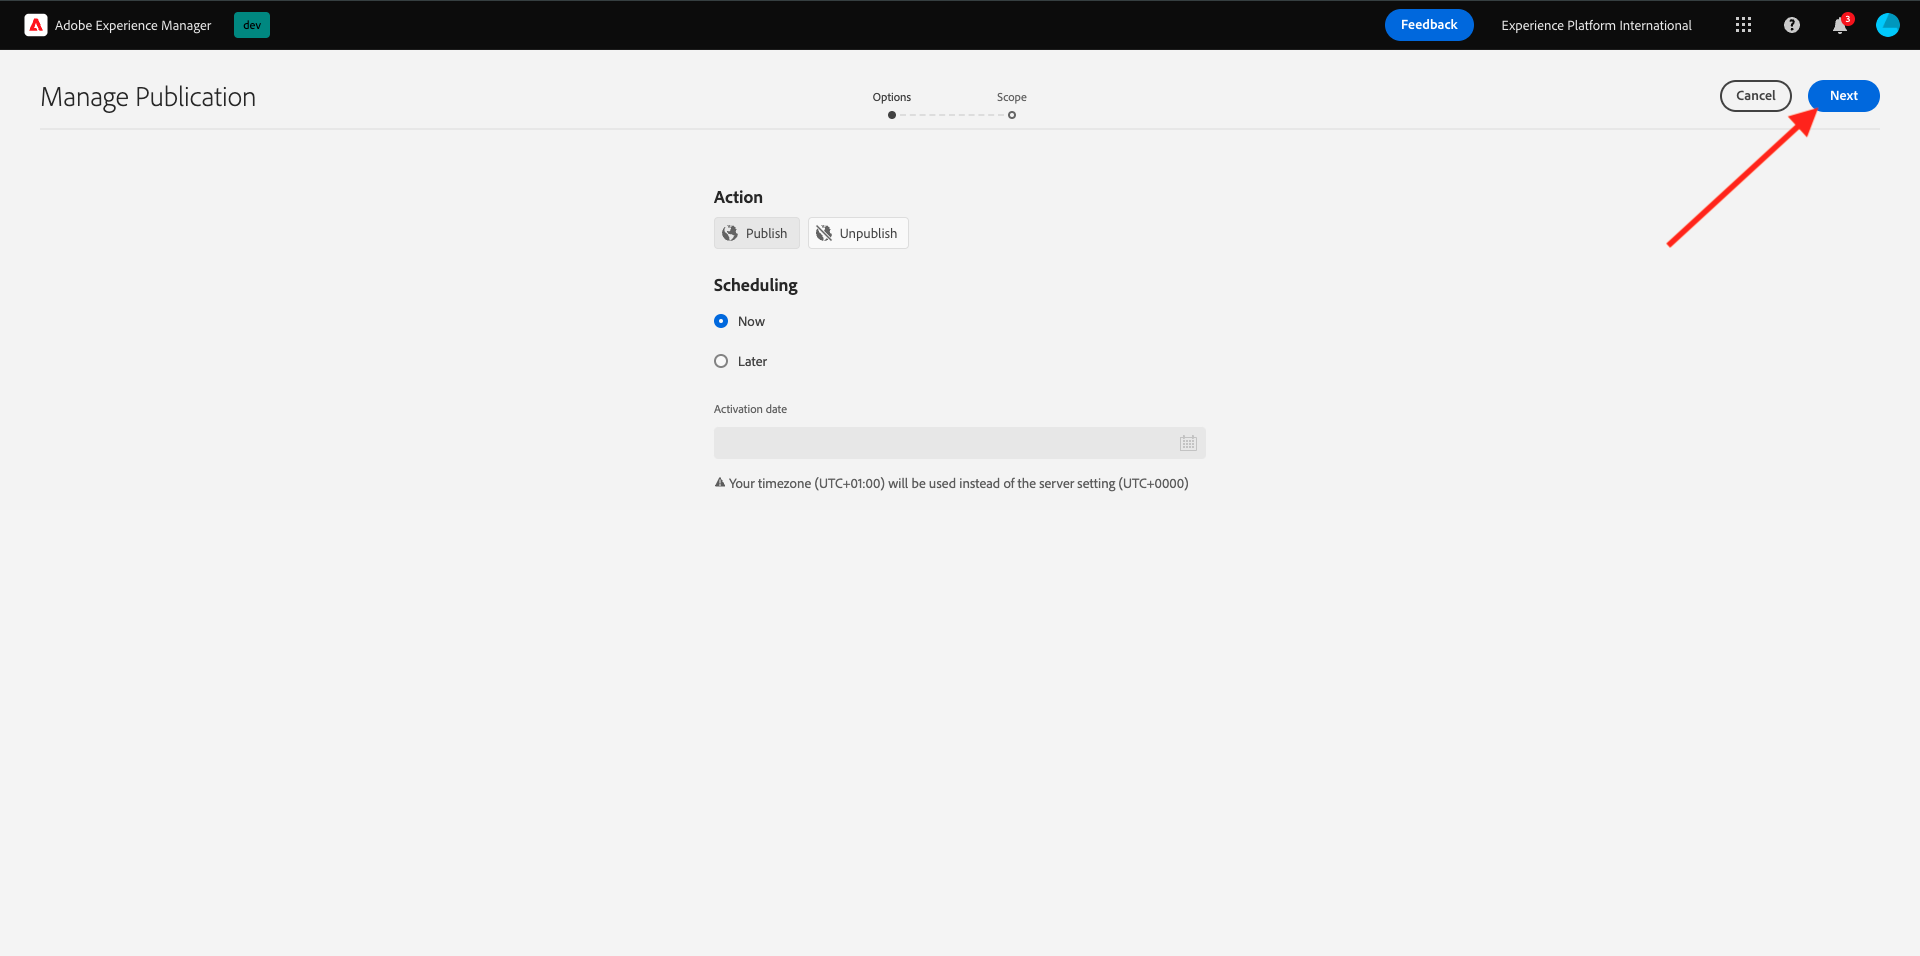 Adobe Experience Manager
dev
Feedback
Experience Platform International
3
Manage Publication
Options
Scope
Cancel
Next
Action
Publish
Unpublish
Scheduling
Now
Later
Activation date
Your timezone (UTC+01:00) will be used instead of the server setting (UTC+0000)